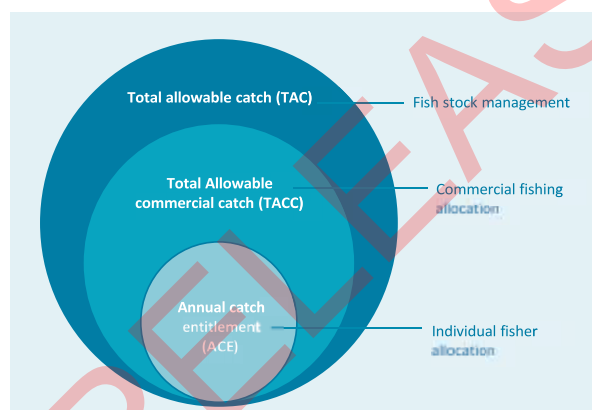 Total allowable catch (TAC)
Fish stock management
Total Allowable
commercial catch (TACC)
Commercial fishing
allocation
Annual catch
entitlement
(ACE)
Individual fisher
allocation